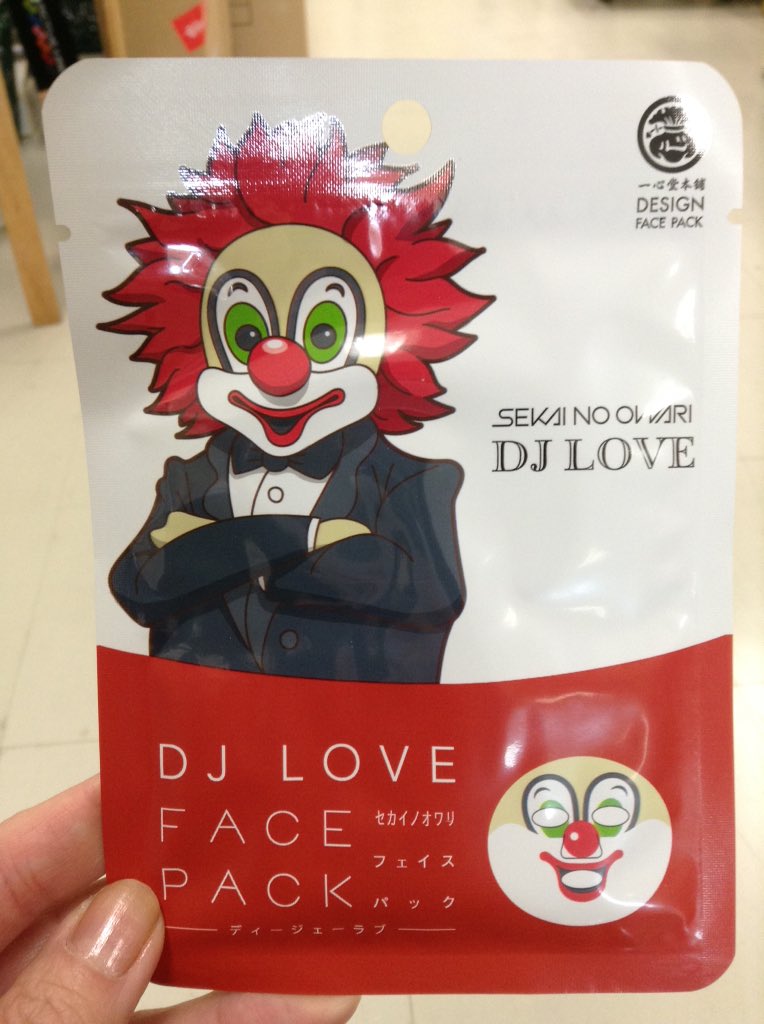 一心堂本舗
DESIGN
FACE PACK
SEKAI NO OWARI
DJ LOVE
DJ LOVE
FACE
PACK
セカイノオワリ
フェイス
パック
ディージェーラブ